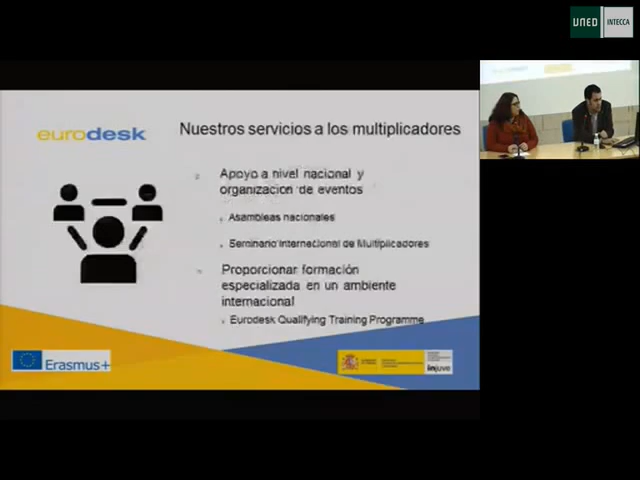 UNED
INTECCA
eurodesk
Nuestros servicios a los multiplicadores
Apoyo a nivel nacional y
organización de eventos
Asambleas nacionales
Seminario Internacional de Multiplicadores
Proporcionar formación
especializada en un ambiente
internacional
Eurodesk Qualifying Training Programme
Erasmus+
injuve